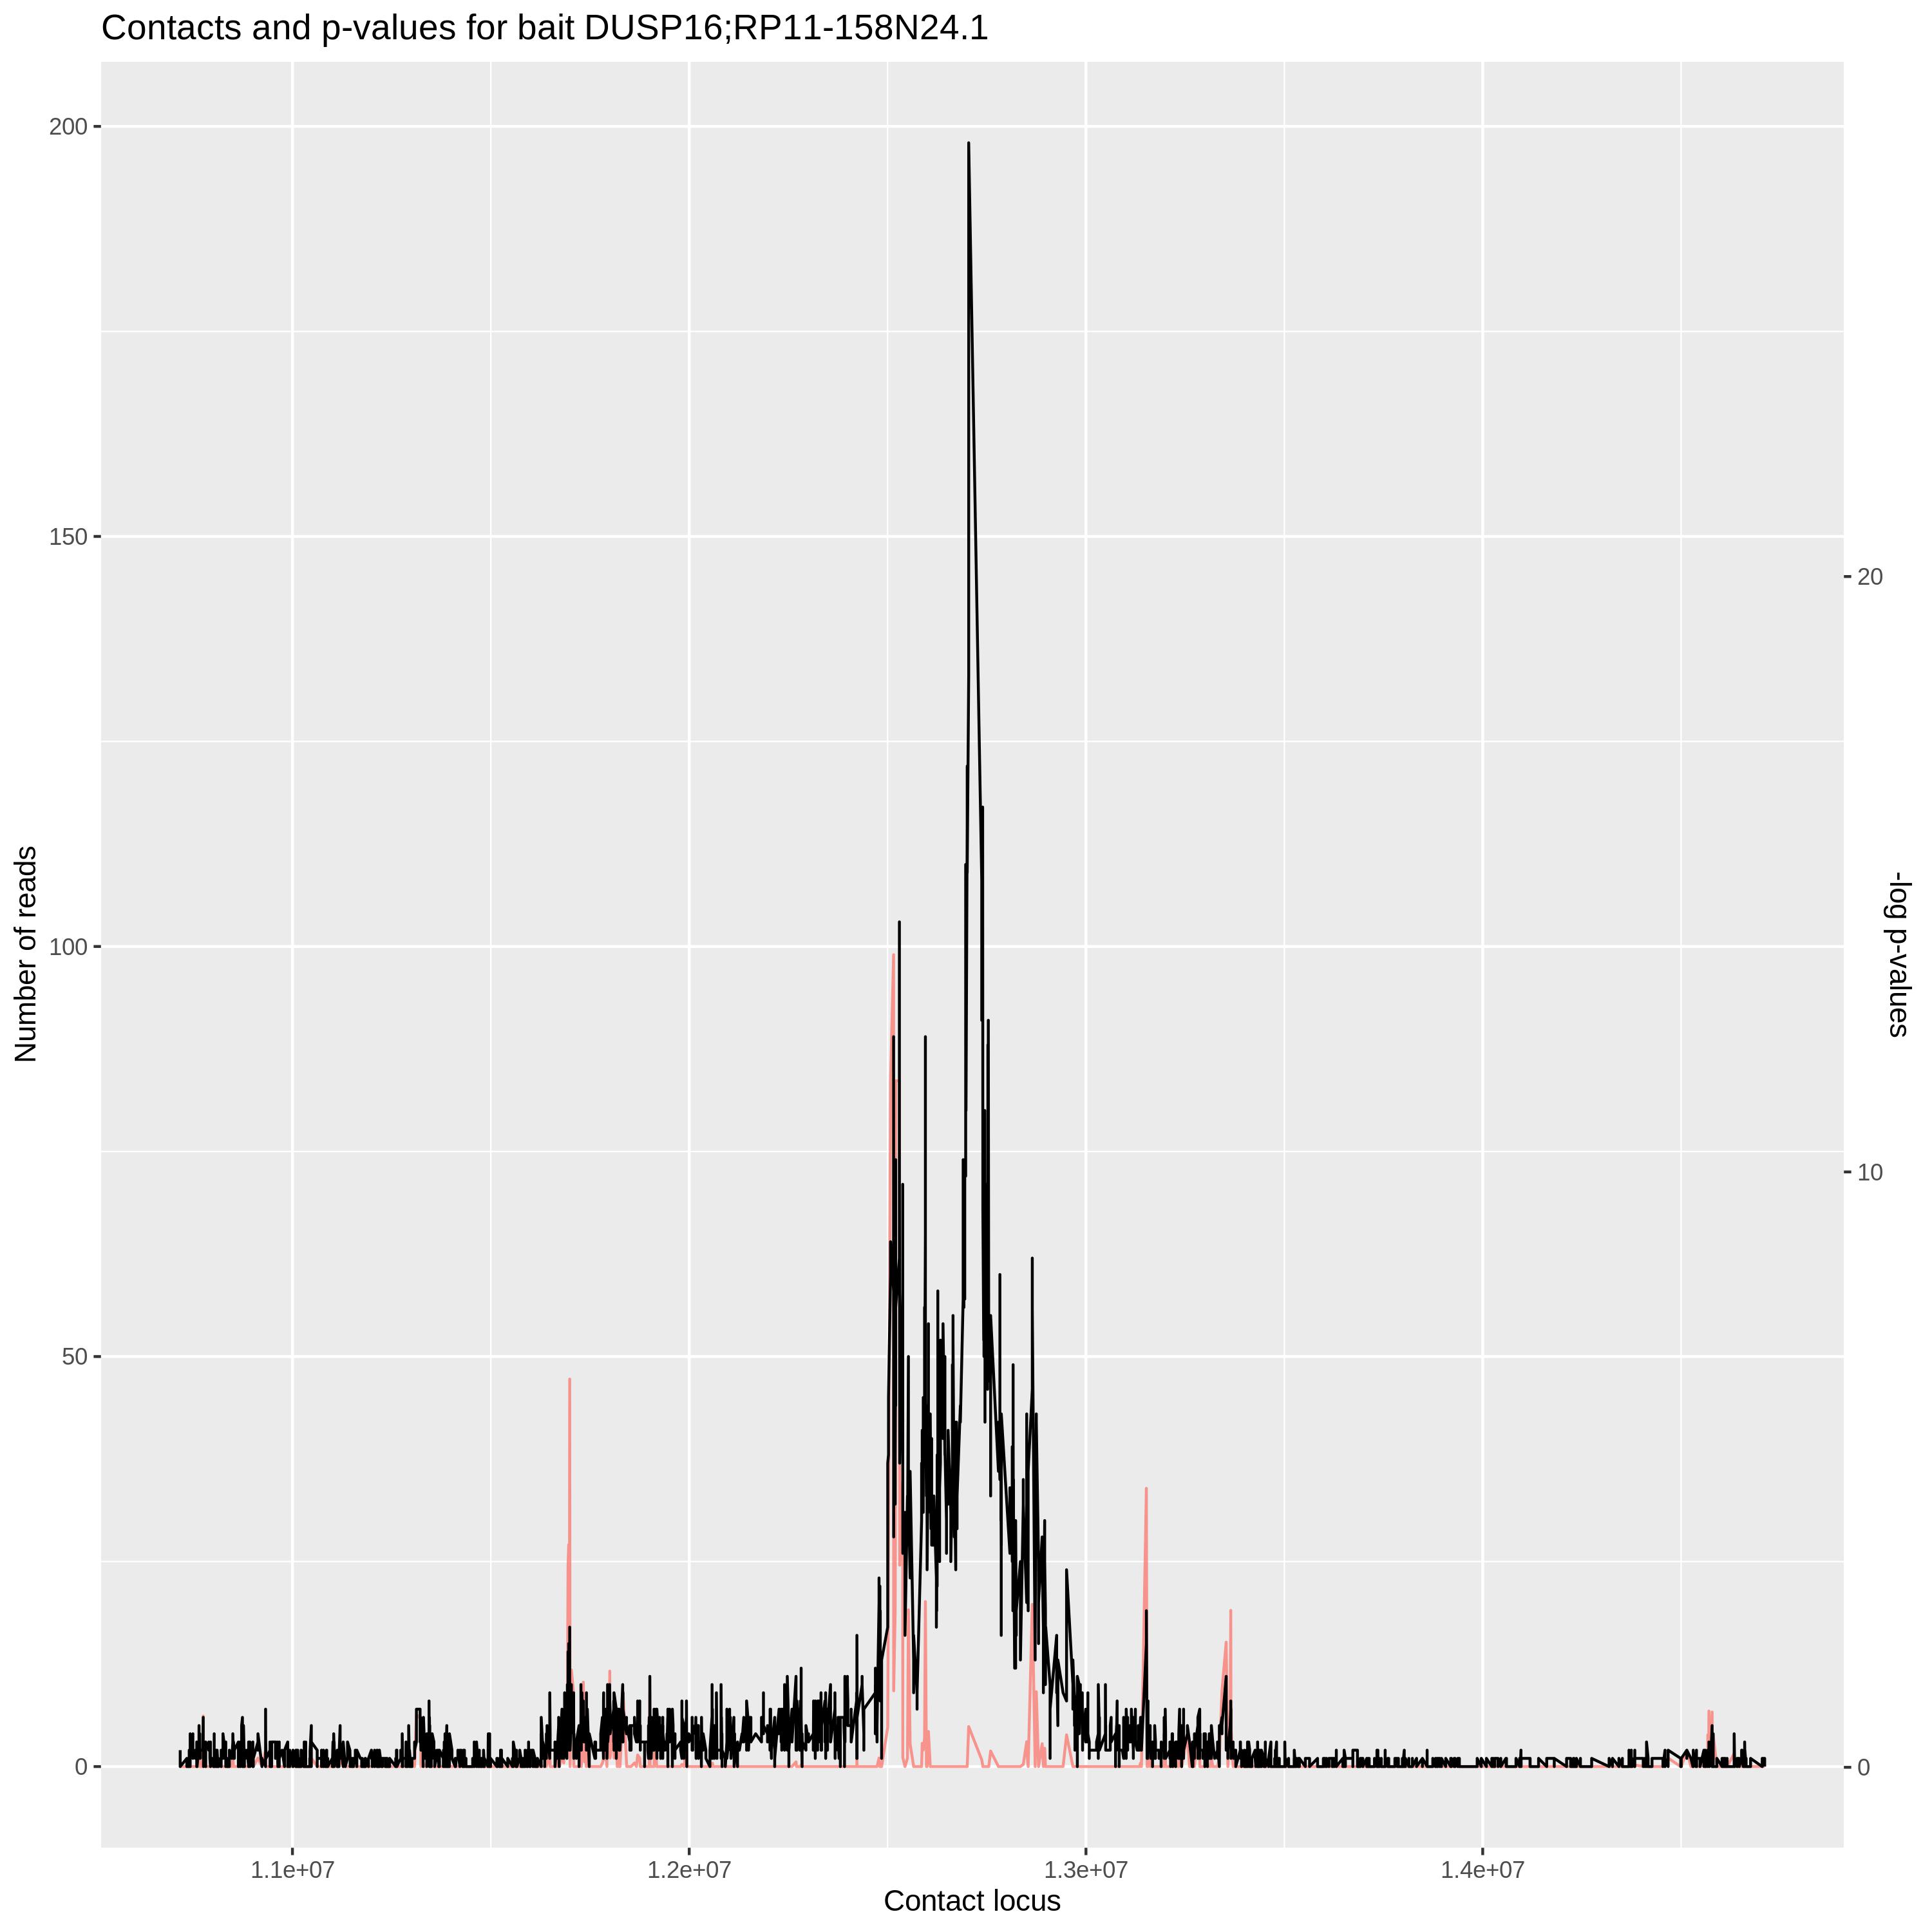 Contacts and p-values for bait DUSP16;RP11-158N24.1
200
150
100
50
0
Number of reads
20
10
0
-log p-values
1.1e+07
1.2e+07
1.3e+07
1.4e+07
Contact locus